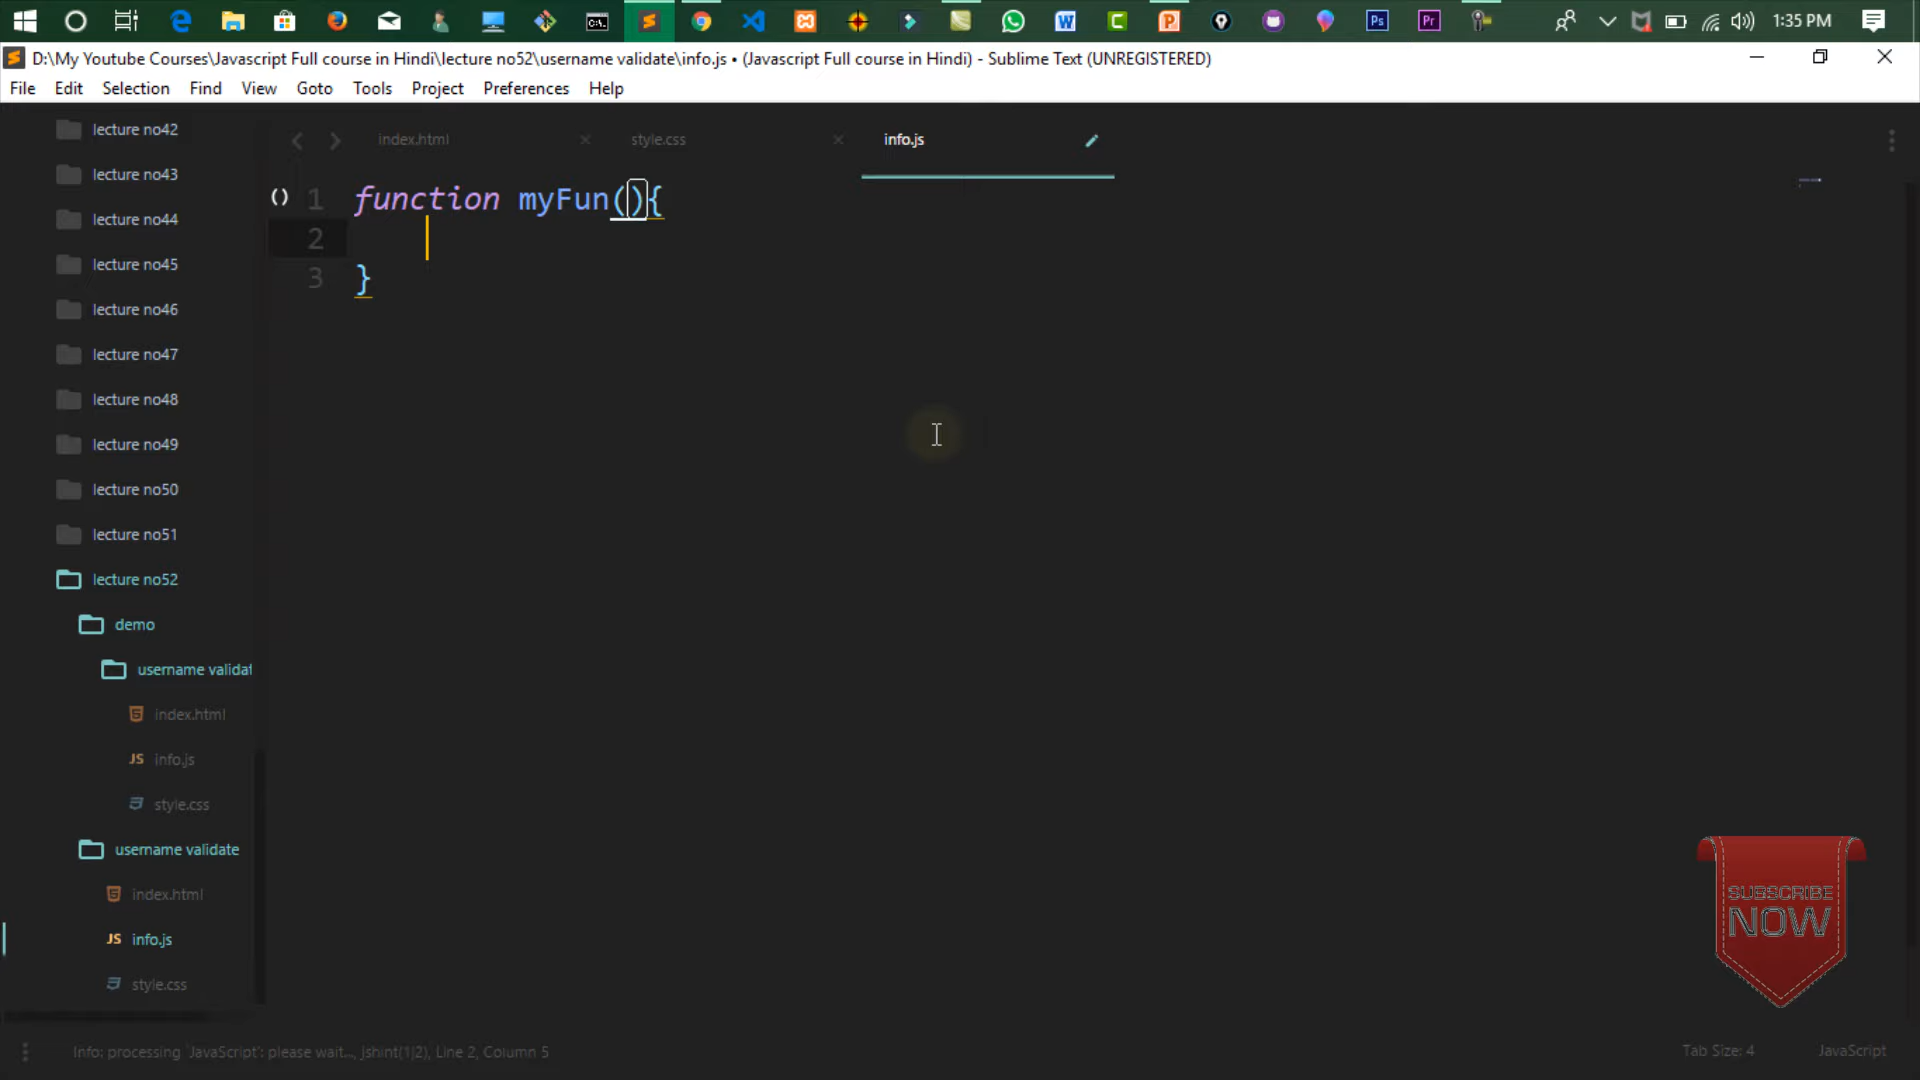 1:35 PM
D:\My Youtube Courses\Javascript Full course in Hindi\lecture no52\username validate\info.js • (Javascript Full course in Hindi) - Sublime Text (UNREGISTERED)
File Edit Selection Find View Goto Tools Project Preferences Help
index.html × style.css × info.js
lecture no42
lecture no43
lecture no44
lecture no45
lecture no46
lecture no47
lecture no48
lecture no49
lecture no50
lecture no51
lecture no52
demo
username validat
index.html
JS info.js
style.css
username validate
index.html
JS info.js
style.css
() 1 function myFun(){
2
3 }
SUBSCRIBE
NOW
Info: processing `JavaScript`: please wait..., jshint(1|2), Line 2, Column 5
Tab Size: 4 JavaScript